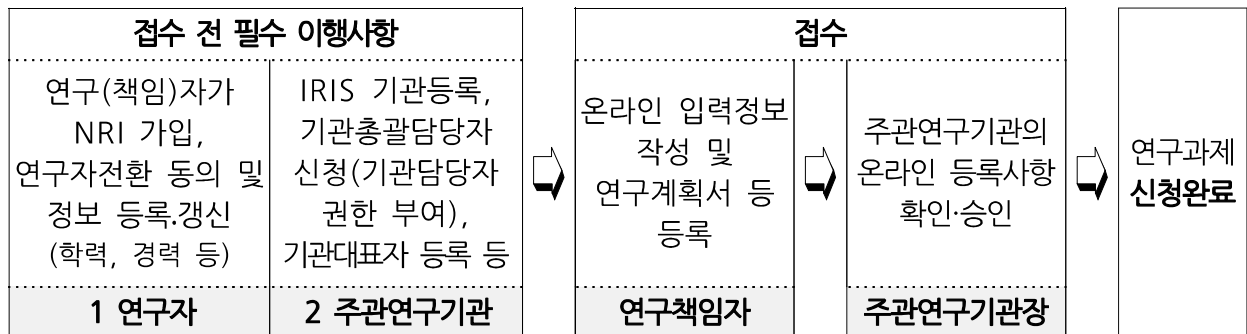 접수 전 필수 이행사항
연구(책임)자가
NRI 가입,
연구자전환 동의 및
정보 등록.갱신
(학력, 경력 등)
1 연구자
IRIS 기관등록,
기관총괄담당자
신청(기관담당자
권한 부여),
기관대표자 등록 등
2 주관연구기관
접수
온라인 입력정보
작성 및
연구계획서 등
등록
연구책임자
주관연구기관의
온라인 등록사항
확인·승인
주관연구기관장
연구과제
신청완료